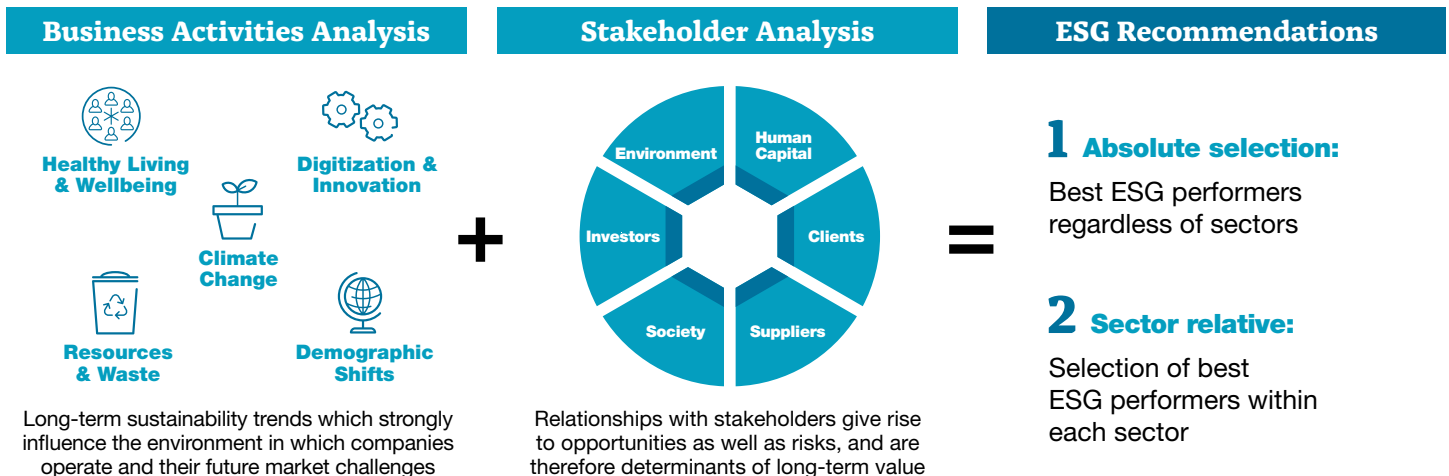 Business Activities Analysis
Healthy Living
& Wellbeing
Digitization &
Innovation
Climate
Change
Resources
& Waste
Demographic
Shifts
Long-term sustainability trends which strongly
influence the environment in which companies
operate and their future market challenges
+
Stakeholder Analysis
Environment
Human
Capital
Investors
Clients
Society
Suppliers
Relationships with stakeholders give rise
to opportunities as well as risks, and are
therefore determinants of long-term value
=
ESG Recommendations
1 Absolute selection:
Best ESG performers
regardless of sectors
2 Sector relative:
Selection of best
ESG performers within
each sector